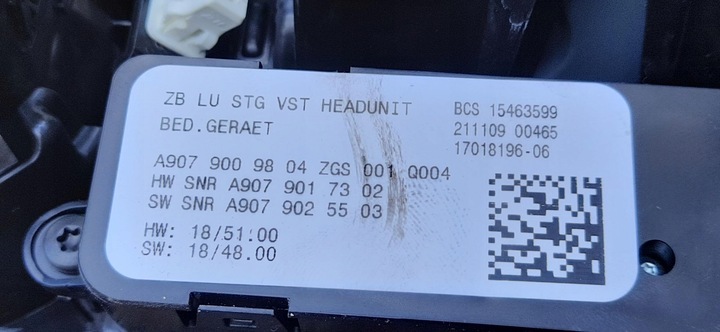 ZB LU STG VST HEADUNIT
BED.GERAET
BCS 15463599
211109 00465
17018196-06
A907 900 98 04 ZGS 001 Q004
HW SNR A907 901 73 02
SW SNR A907 902 55 03
HW: 18/51.00
SW: 18/48.00